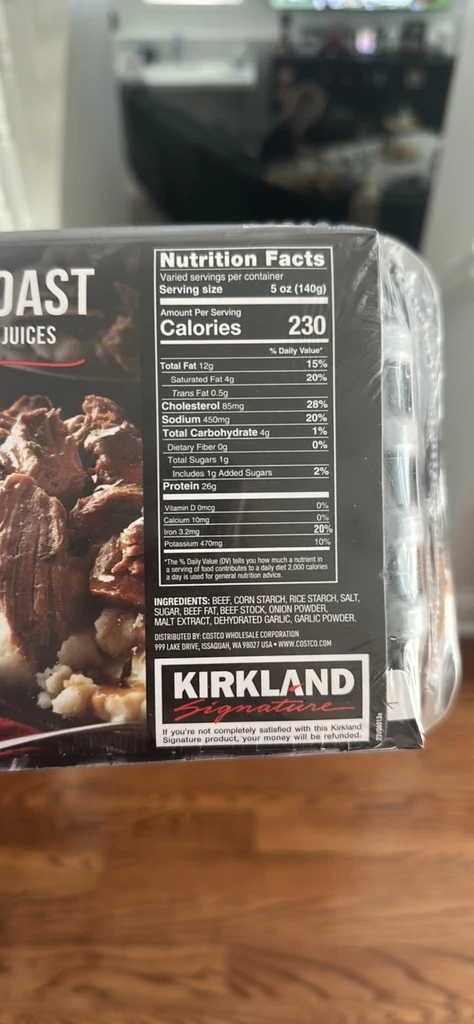 OAST
JUICES
Nutrition Facts
Varied servings per container
Serving size 5 oz (140g)
Amount Per Serving
Calories 230
% Daily Value*
Total Fat 12g 15%
Saturated Fat 4g 20%
Trans Fat 0.5g
Cholesterol 85mg 28%
Sodium 450mg 20%
Total Carbohydrate 4g 1%
Dietary Fiber 0g 0%
Total Sugars 1g
Includes 1g Added Sugars 2%
Protein 26g
Vitamin D 0mcg 0%
Calcium 10mg 0%
Iron 3.2mg 20%
Potassium 470mg 10%
*The % Daily Value (DV) tells you how much a nutrient in
a serving of food contributes to a daily diet 2,000 calories
a day is used for general nutrition advice.
INGREDIENTS: BEEF, CORN STARCH, RICE STARCH, SALT,
SUGAR, BEEF FAT, BEEF STOCK, ONION POWDER,
MALT EXTRACT, DEHYDRATED GARLIC, GARLIC POWDER.
DISTRIBUTED BY: COSTCO WHOLESALE CORPORATION
999 LAKE DRIVE, ISSAQUAH, WA 98027 USA • WWW.COSTCO.COM
KIRKLAND
Signature
If you're not completely satisfied with this Kirkland
Signature product, your money will be refunded.